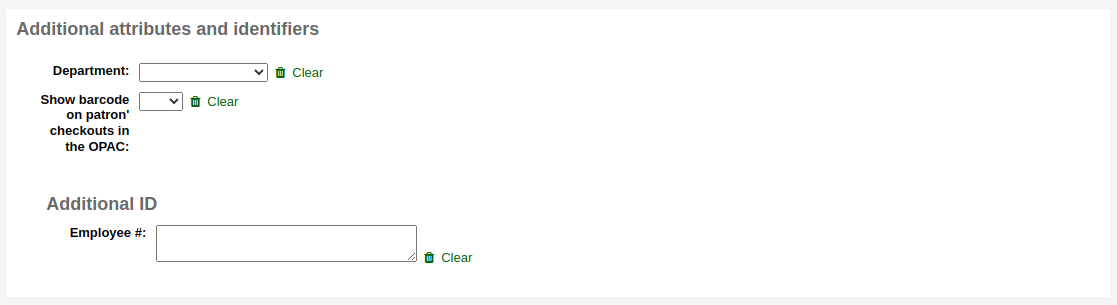 Additional attributes and identifiers
Department: Clear
Show barcode Clear
on patron'
checkouts in
the OPAC:
Additional ID
Employee #:
Clear